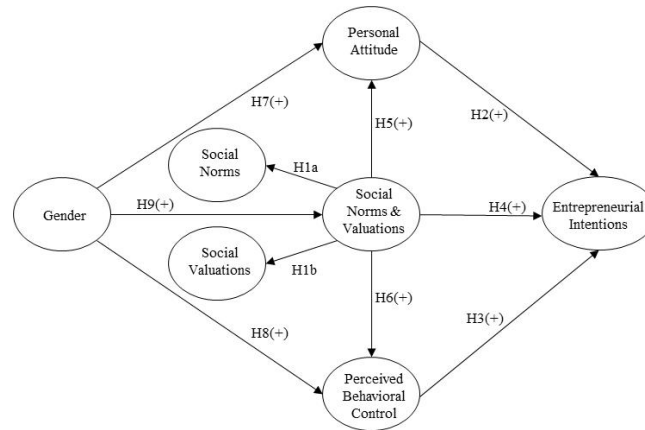 Personal
Attitude
H7(+)
H2(+)
H5(+)
Social
Norms
H1a
Gender
H9(+)
Social
Norms &
Valuations
H4(+)
Entrepreneurial
Intentions
Social
Valuations
H1b
H6(+)
H8(+)
H3(+)
Perceived
Behavioral
Control